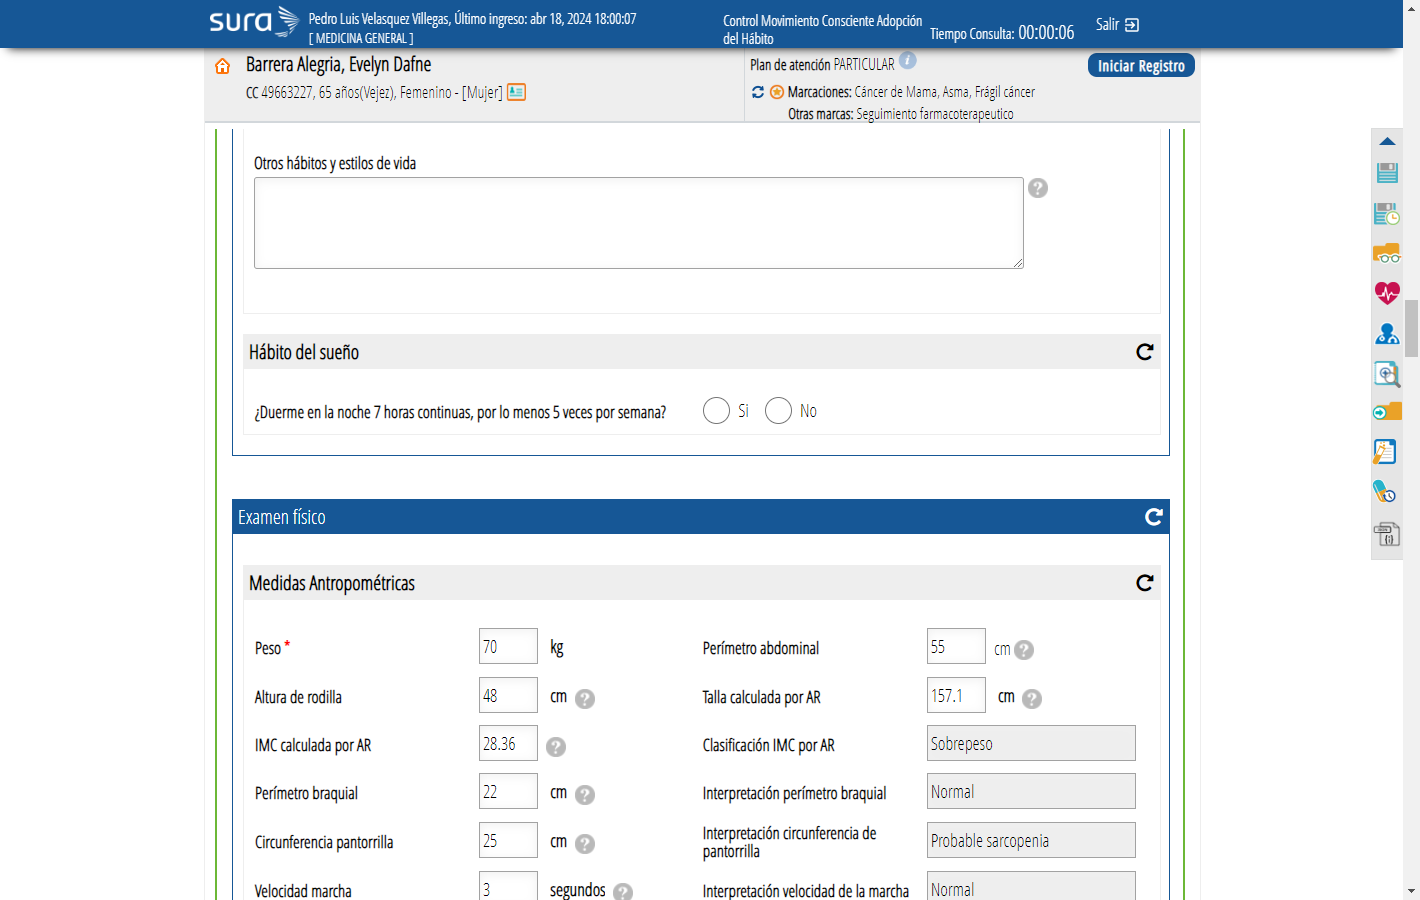 sura
Pedro Luis Velasquez Villegas, Último ingreso: abr 18, 2024 18:00:07
[ MEDICINA GENERAL ]
Control Movimiento Consciente Adopción
del Hábito
Tiempo Consulta: 00:00:06
Salir
Barrera Alegria, Evelyn Dafne
CC 49663227, 65 años(Vejez), Femenino - [Mujer]
Plan de atención PARTICULAR i
Iniciar Registro
Marcaciones: Cáncer de Mama, Asma, Frágil cáncer
Otras marcas: Seguimiento farmacoterapeutico
Otros hábitos y estilos de vida
?
Hábito del sueño
¿Duerme en la noche 7 horas continuas, por lo menos 5 veces por semana? Si No
Examen físico
Medidas Antropométricas
Peso * 70 kg Perímetro abdominal 55 cm ?
Altura de rodilla 48 cm ? Talla calculada por AR 157.1 cm ?
IMC calculada por AR 28.36 ? Clasificación IMC por AR Sobrepeso
Perímetro braquial 22 cm ? Interpretación perímetro braquial Normal
Circunferencia pantorrilla 25 cm ? Interpretación circunferencia de
pantorrilla Probable sarcopenia
Velocidad marcha 3 segundos ? Interpretación velocidad de la marcha Normal